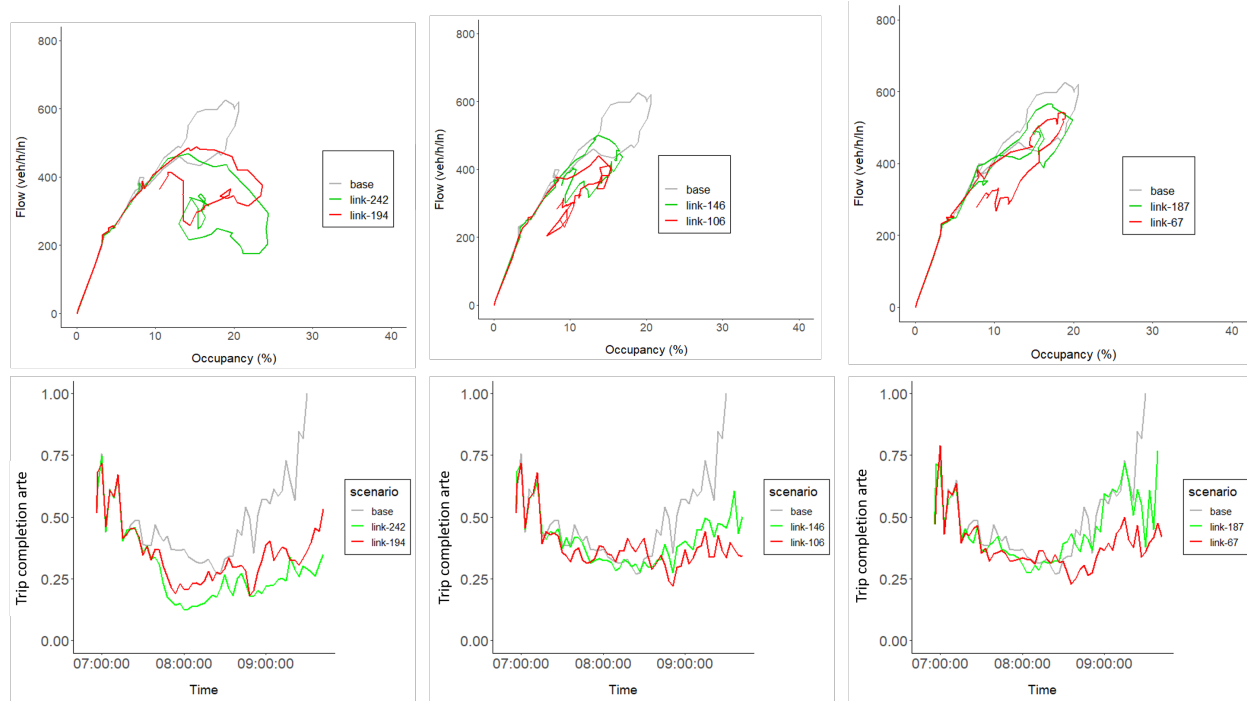 800
600
400
200
0
Flow (veh/h/ln)
base
link-242
link-194
0 10 20 30 40
Occupancy (%)
800
600
400
200
0
Flow (veh/h/ln)
base
link-146
link-106
0 10 20 30 40
Occupancy (%)
800
600
400
200
0
Flow (veh/h/ln)
base
link-187
link-67
0 10 20 30 40
Occupancy (%)
1.00
0.75
0.50
0.25
0.00
Trip completion arte
scenario
base
link-242
link-194
07:00:00 08:00:00 09:00:00
Time
1.00
0.75
0.50
0.25
0.00
Trip completion arte
scenario
base
link-146
link-106
07:00:00 08:00:00 09:00:00
Time
1.00
0.75
0.50
0.25
0.00
Trip completion arte
scenario
base
link-187
link-67
07:00:00 08:00:00 09:00:00
Time